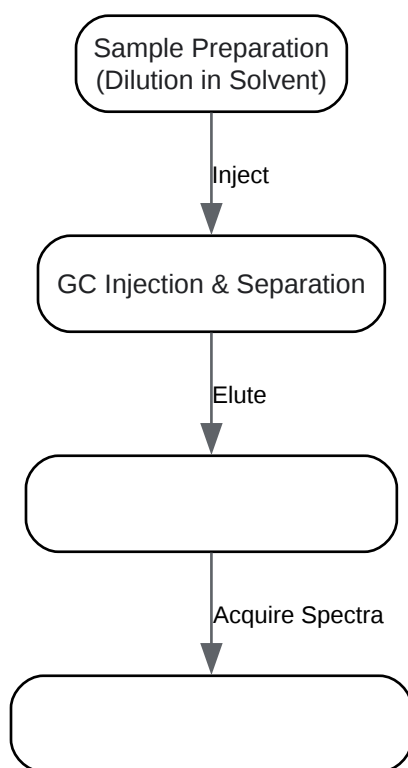 Sample Preparation
(Dilution in Solvent)
Inject
GC Injection & Separation
Elute
Acquire Spectra